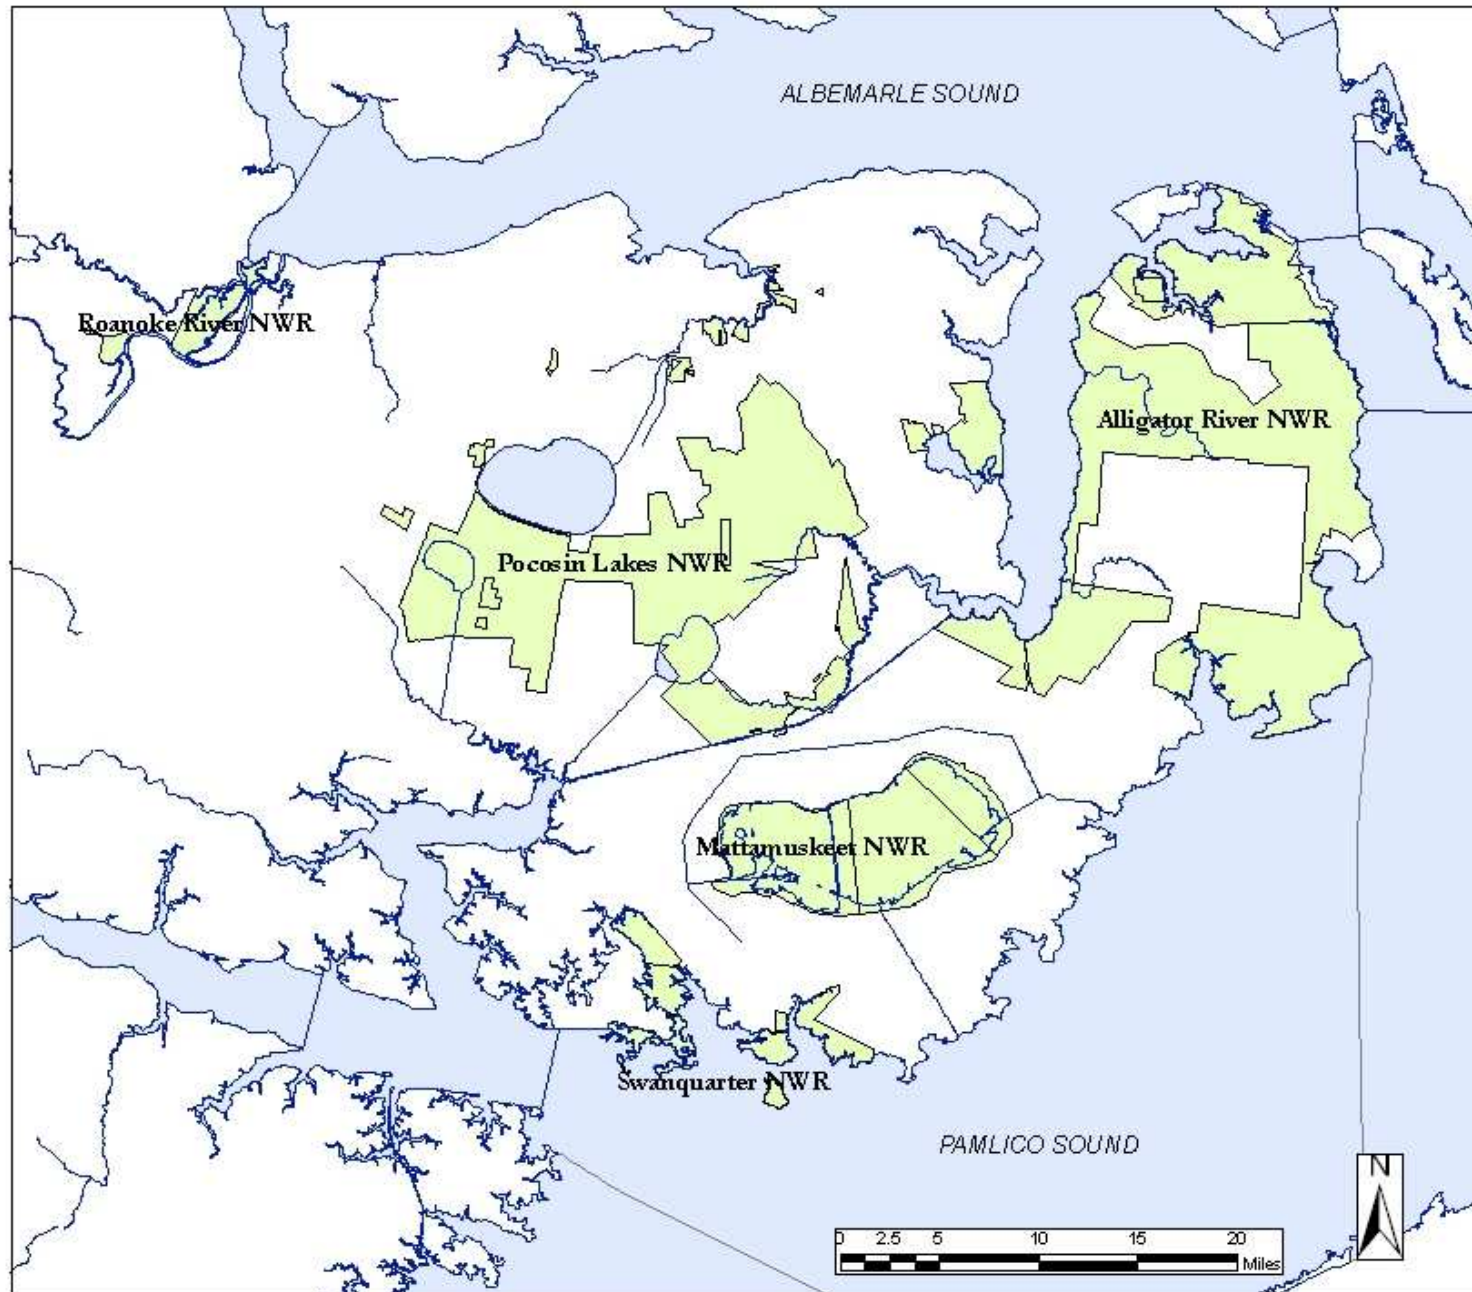 ALBEMARLE SOUND
Roanoke River NWR
Alligator River NWR
Pocosin Lakes NWR
Mattamuskeet NWR
Swanquarter NWR
PAMLICO SOUND
N
0 2.5 5 10 15 20
Miles